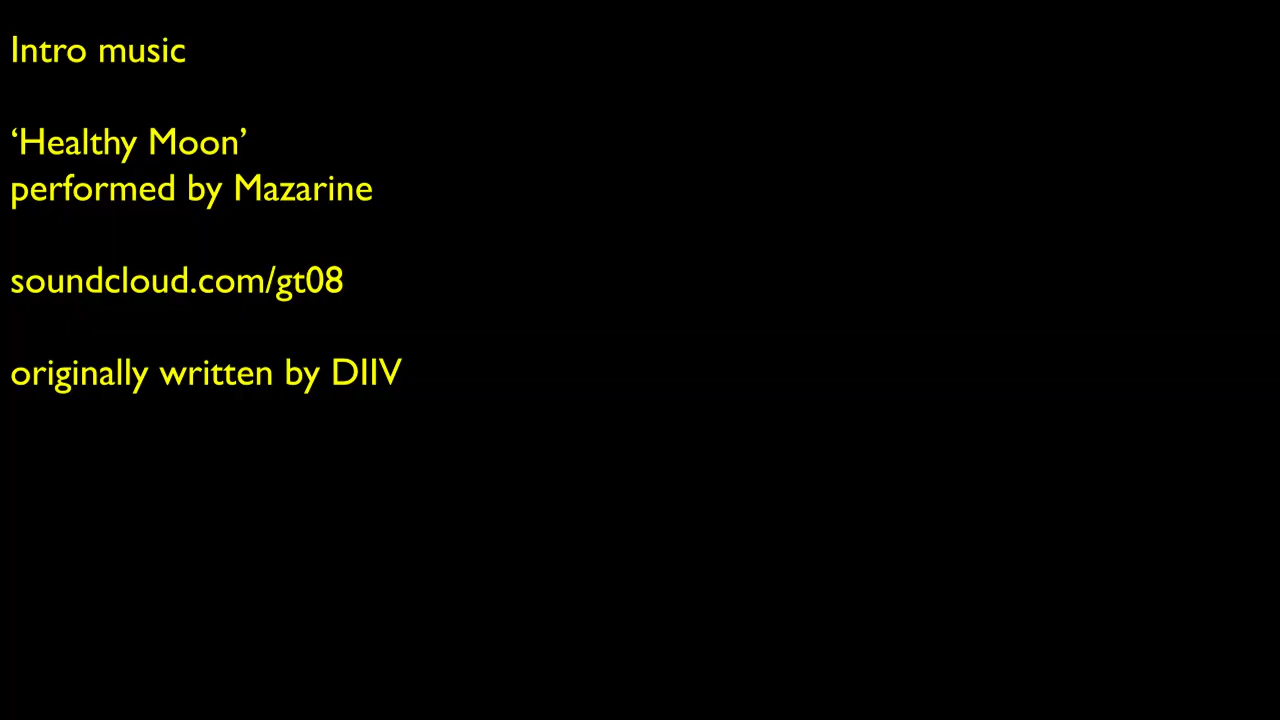 Intro music
‘Healthy Moon’
performed by Mazarine
soundcloud.com/gt08
originally written by DIIV